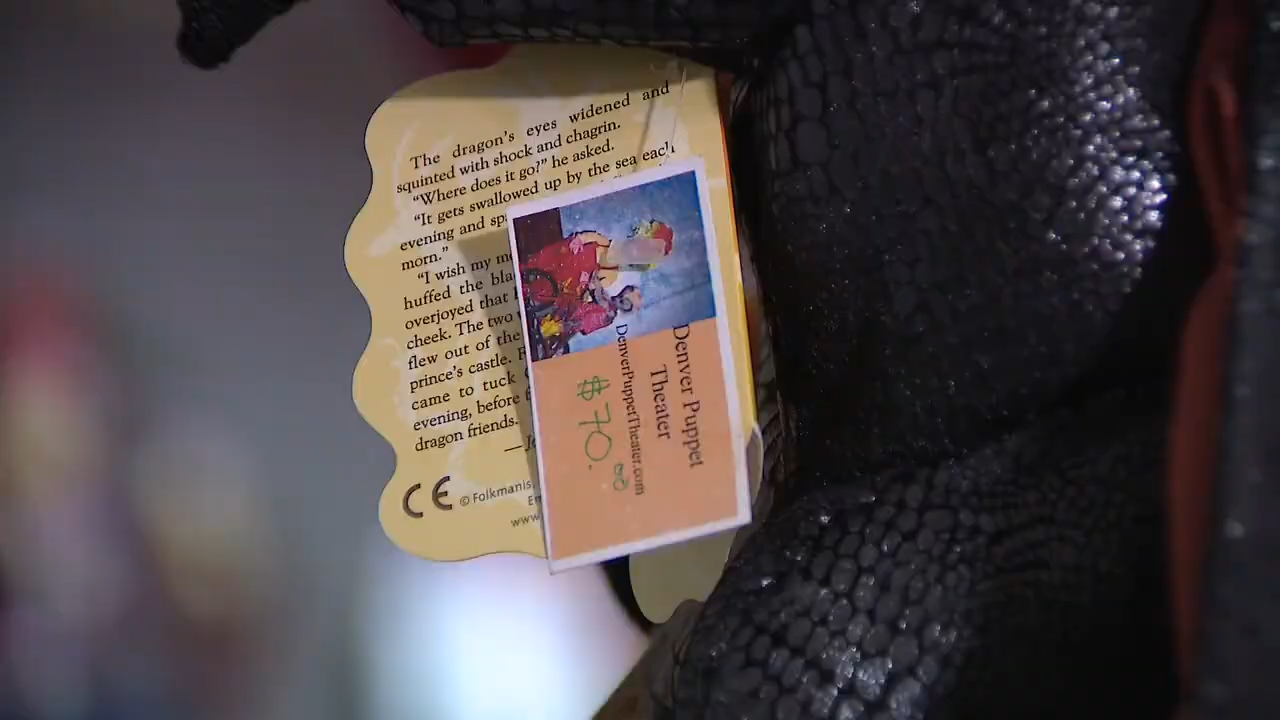 The dragon's eyes widened and
squinted with shock and chagrin.
"Where does it go?" he asked.
"It gets swallowed up by the sea each
evening and
morn."
"I wish my
huffed the
overjoyed that
cheek. The two
flew out of the
prince's castle.
came to tuck
evening, before
dragon friends.
CE © Folkmanis,
www
Denver Puppet
Theater
DenverPuppetTheater.com
$70.00